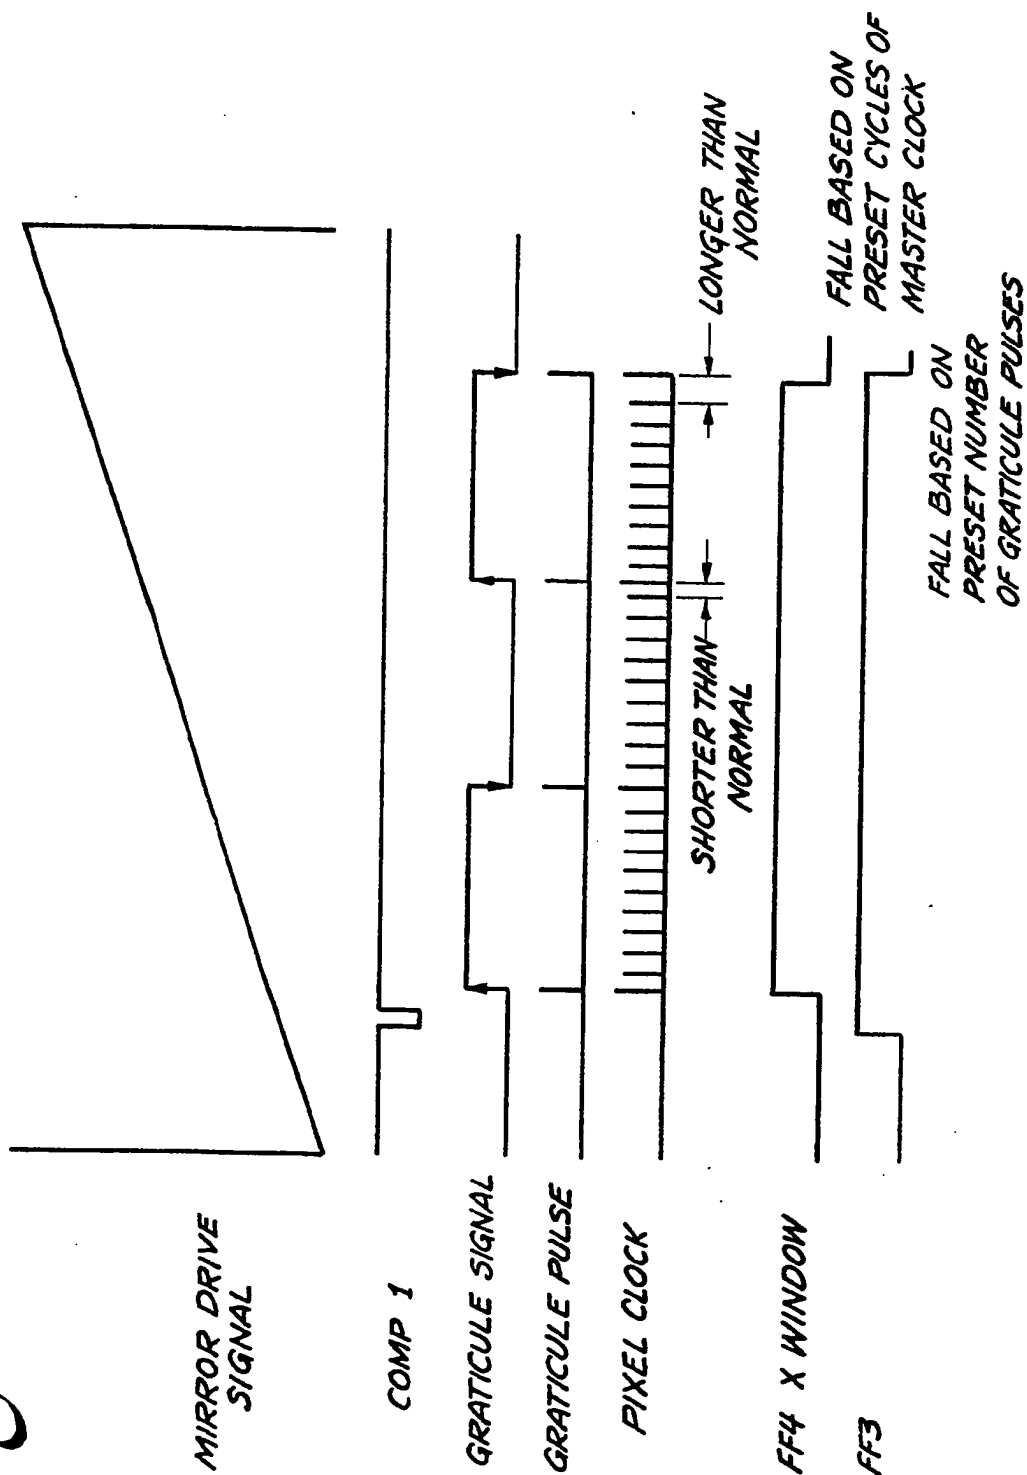 MIRROR DRIVE
SIGNAL
COMP 1
GRATICULE SIGNAL
GRATICULE PULSE
PIXEL CLOCK
LONGER THAN
NORMAL
SHORTER THAN
NORMAL
FF4 X WINDOW
FALL BASED ON
PRESET CYCLES OF
MASTER CLOCK
FF3
FALL BASED ON
PRESET NUMBER
OF GRATICULE PULSES